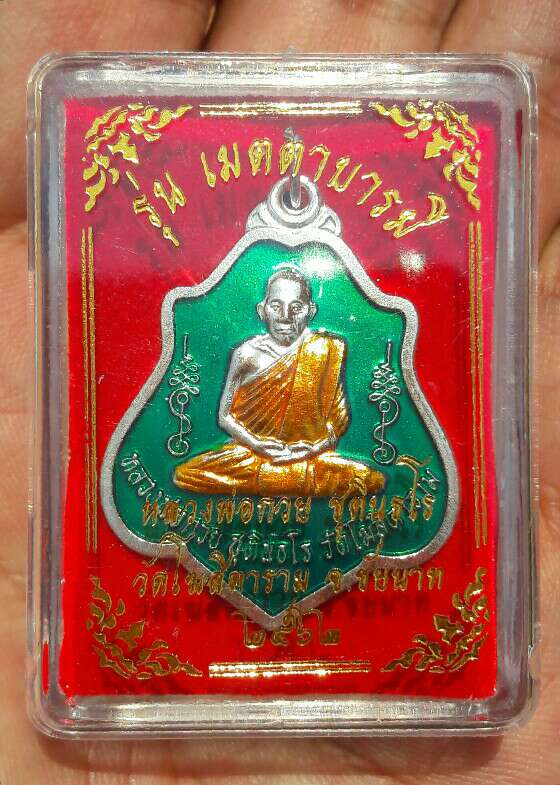 รุ่น เมตตาบารมี
หลวงพ่อกวย ชุตินฺธโร
วัดโฆสิตาราม จ.ชัยนาท
๒๕๖๒